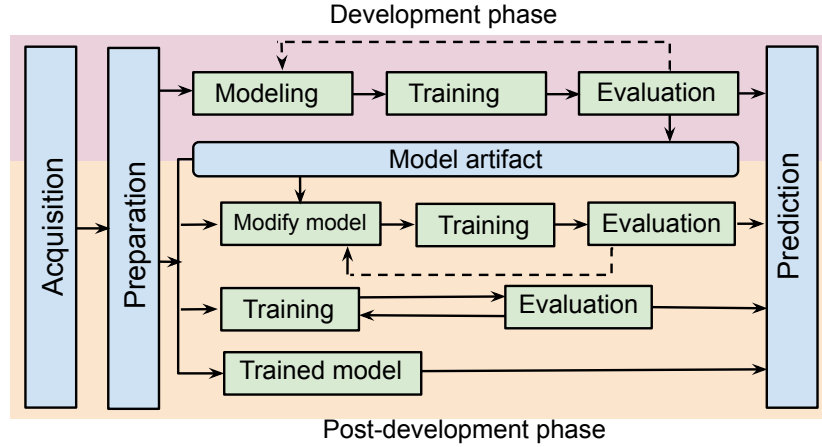 Development phase
Acquisition
Preparation
Modeling
Training
Evaluation
Prediction
Model artifact
Modify model
Training
Evaluation
Training
Evaluation
Trained model
Post-development phase